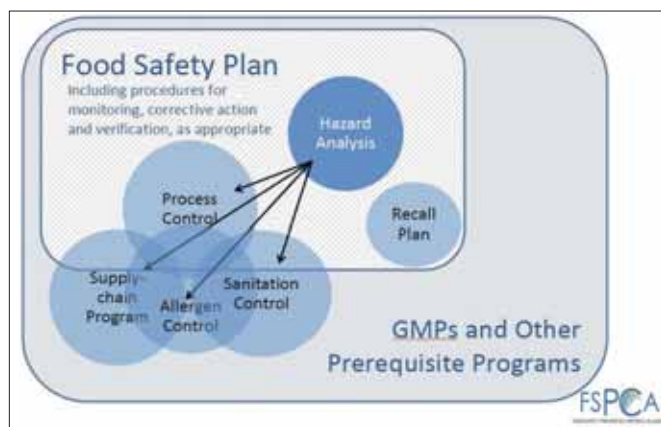 Food Safety Plan
Including procedures for
monitoring, corrective action
and verification, as appropriate
Hazard
Analysis
Process
Control
Recall
Plan
Supply-
chain
Program
Allergen
Control
Sanitation
Control
GMPs and Other
Prerequisite Programs
FSPCA